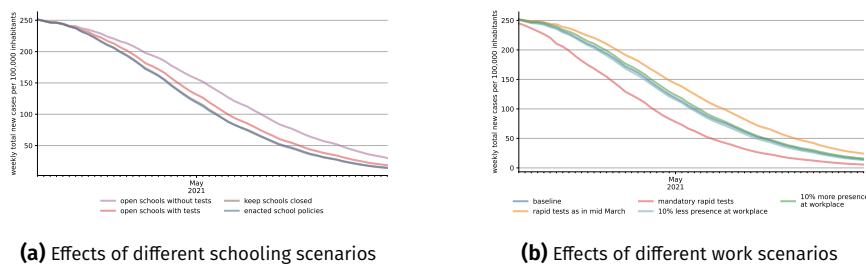 weekly total new cases per 100,000 inhabitants
250
200
150
100
50
May
2021
open schools without tests
open schools with tests
keep schools closed
enacted school policies
(a) Effects of different schooling scenarios
weekly total new cases per 100,000 inhabitants
250
200
150
100
50
0
May
2021
baseline
rapid tests as in mid March
mandatory rapid tests
10% less presence at workplace
10% more presence
at workplace
(b) Effects of different work scenarios